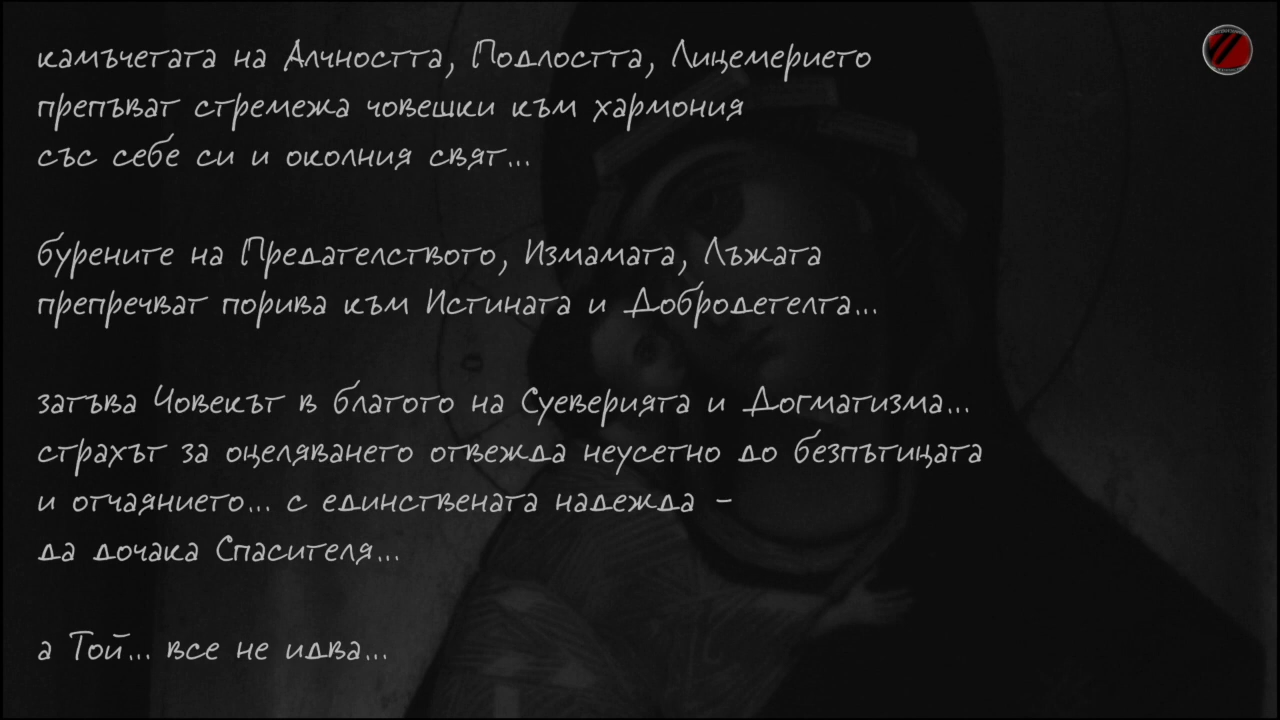 камъчетата на Алчността, Подлостта, Лицемерието
препъват стремежа човешки към хармония
със себе си и околния свят...
бурените на Предателството, Измамата, Лъжата
препречват порива към Истината и Добродетелта...
затъва Човекът в блатото на Суеверията и Догматизма...
страхът за оцеляването отвежда неусетно до безпътицата
и отчаянието... с единствената надежда –
да дочака Спасителя...
а Той... все не идва...